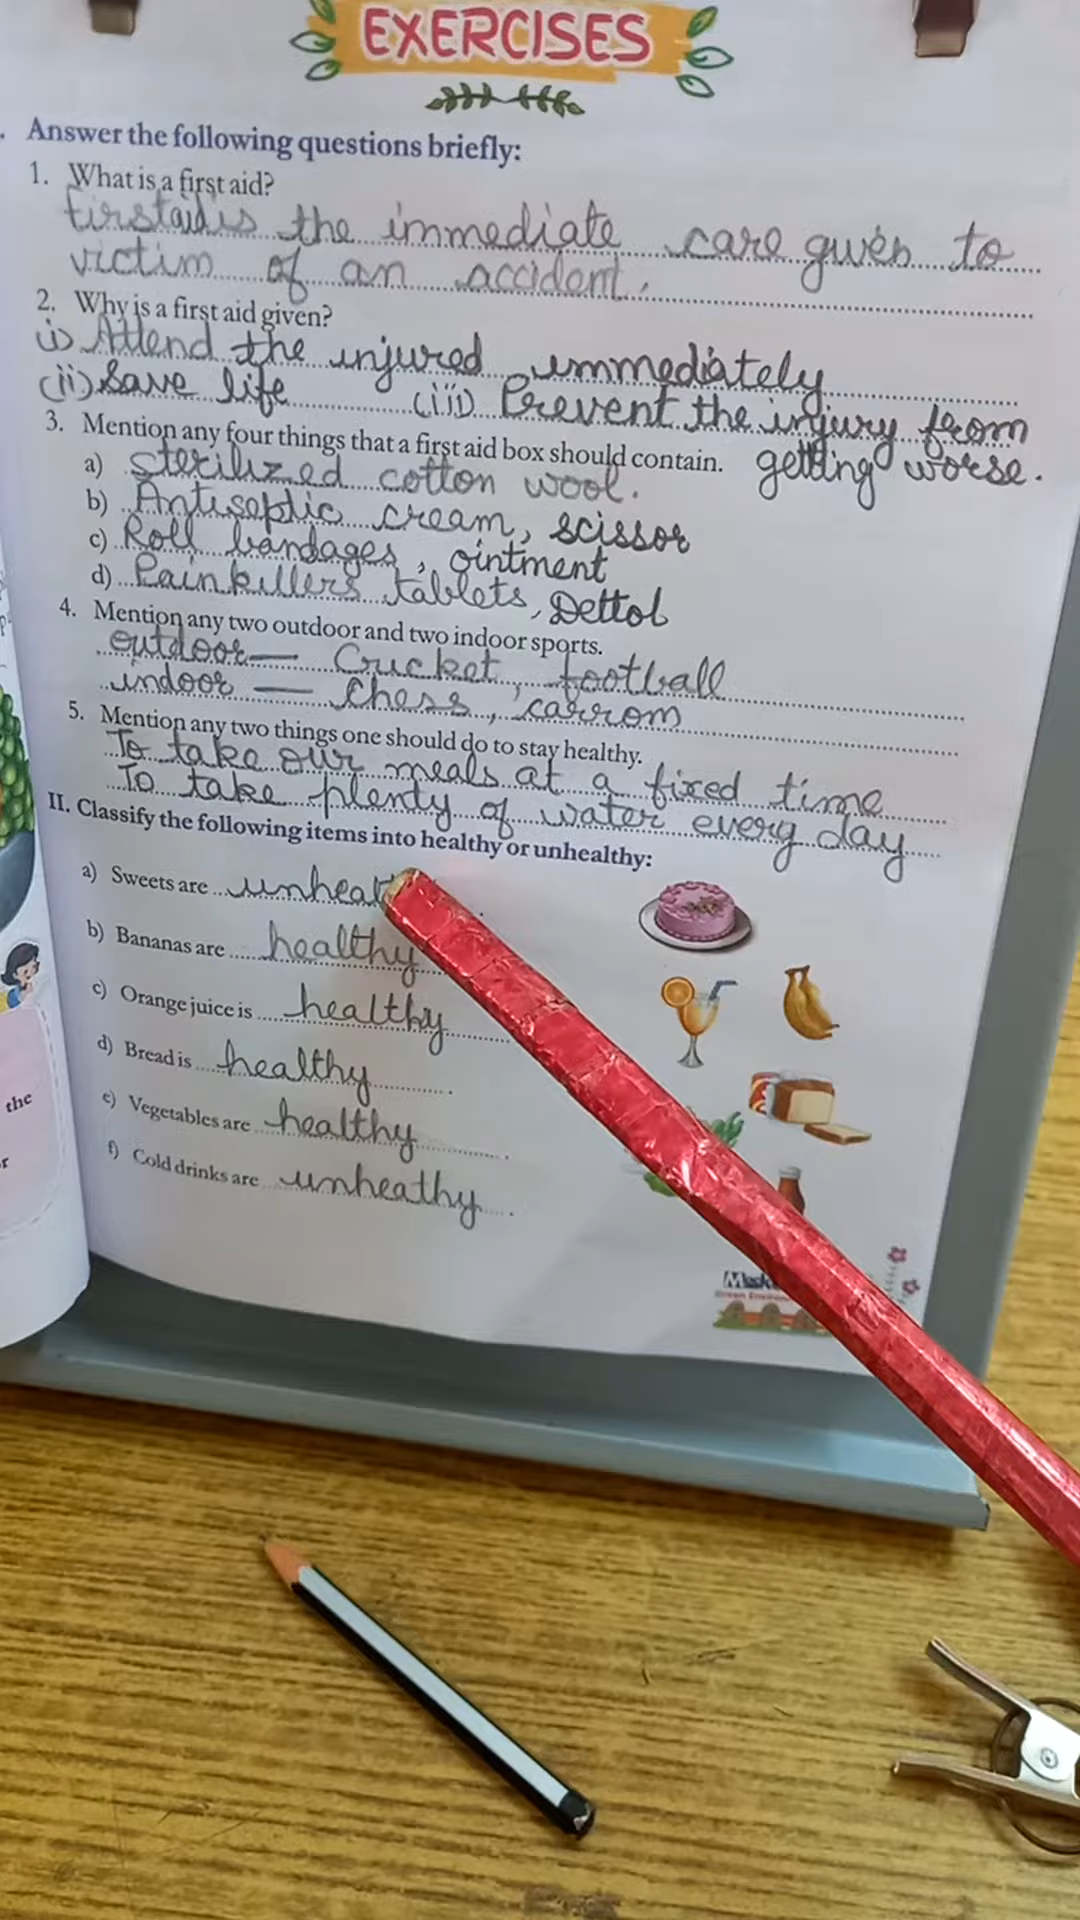 EXERCISES
Answer the following questions briefly:
1. What is a first aid?
first aid is the immediate care given to
victim of an accident.
2. Why is a first aid given?
i) Attend the injured immediately
(ii) Save life (iii) Prevent the injury from
getting worse.
3. Mention any four things that a first aid box should contain.
a) sterilized cotton wool.
b) Antiseptic cream, scissor
c) Roll bandages, ointment
d) Painkillers tablets, Dettol
4. Mention any two outdoor and two indoor sports.
outdoor — Cricket, football
indoor — Chess, carrom
5. Mention any two things one should do to stay healthy.
To take our meals at a fixed time
To take plenty of water every day
II. Classify the following items into healthy or unhealthy:
a) Sweets are unheal
b) Bananas are healthy
c) Orange juice is healthy
d) Bread is healthy.
e) Vegetables are healthy.
f) Cold drinks are unheathy.
the